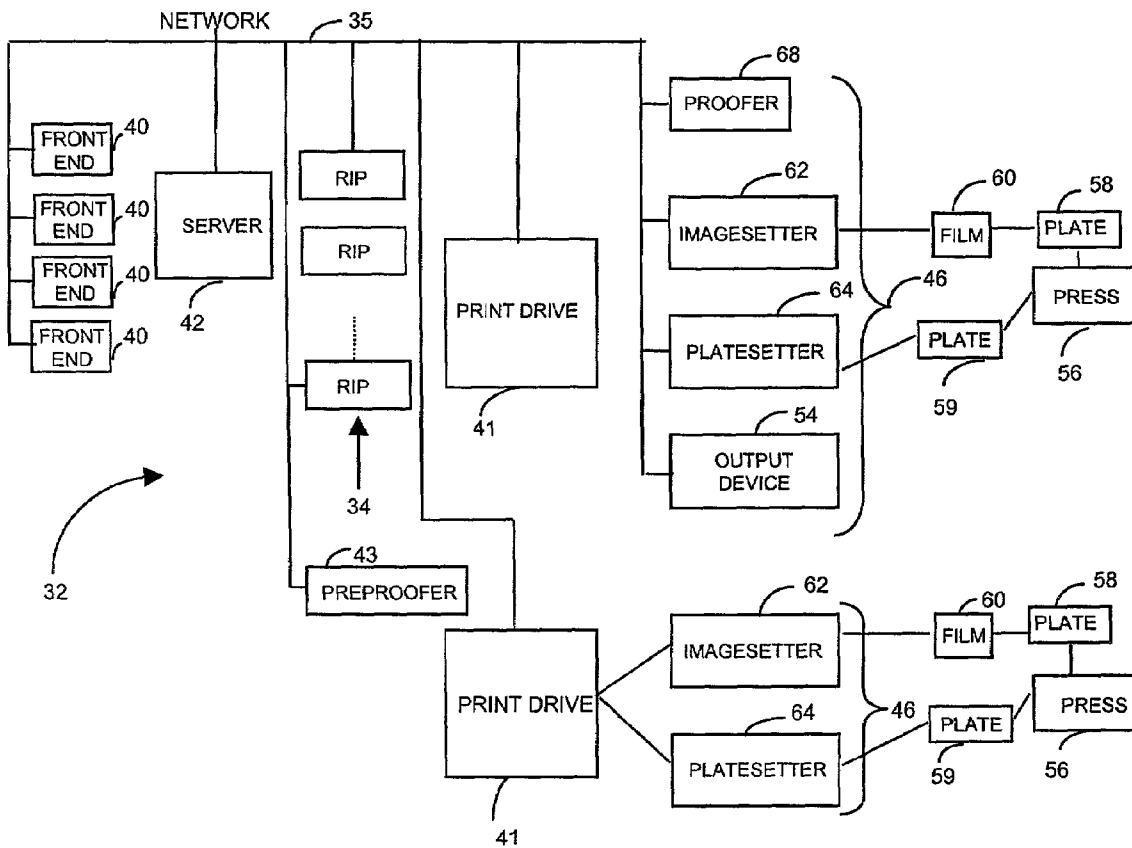 NETWORK
35
68
PROOFER
FRONT END
40
RIP
62
60
58
IMAGESETTER
FILM
PLATE
FRONT END
40
SERVER
RIP
PRINT DRIVE
64
46
PRESS
FRONT END
40
42
PLATESETTER
PLATE
56
FRONT END
40
RIP
59
41
54
OUTPUT DEVICE
34
32
43
PREPROOFER
62
60
58
IMAGESETTER
FILM
PLATE
PRINT DRIVE
64
46
PLATE
PRESS
PLATESETTER
59
56
41